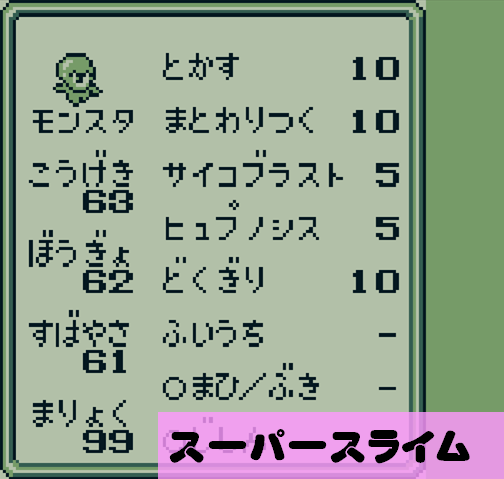 とかす 10
モンスタ まとわりつく 10
こうげき サイコブラスト 5
63
ヒュプノシス 5
ぼうぎょ
62 どくぎり 10
すばやさ ふいうち -
61
○まひ/ぶき -
まりょく
99
スーパースライム